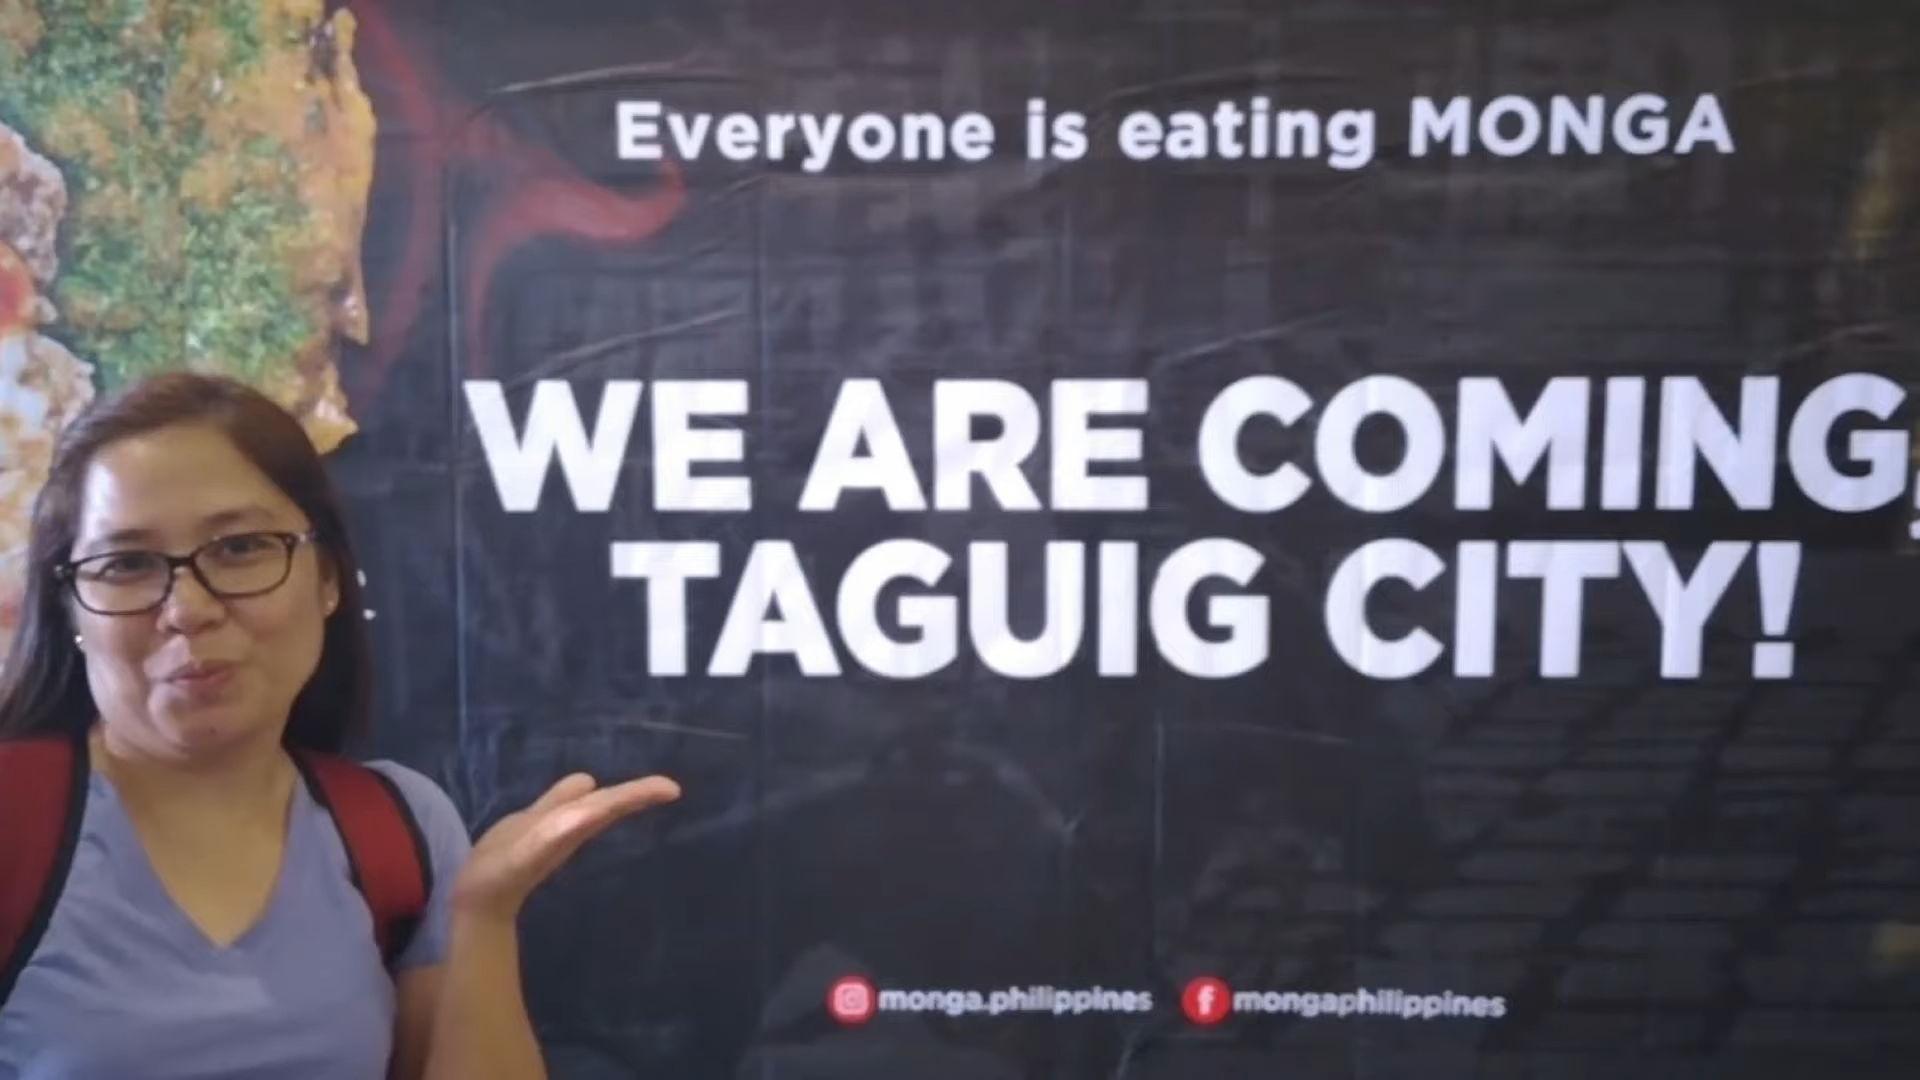 Everyone is eating MONGA
WE ARE COMING,
TAGUIG CITY!
monga.philippines
mongaphilippines